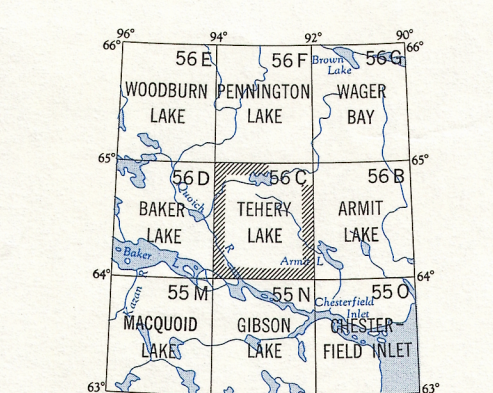 96° 94° 92° 90°
66° 66°
56 E 56 F 56 G
Brown
Lake
WOODBURN PENNINGTON WAGER
LAKE LAKE BAY
65° 65°
56 D 56 C 56 B
Quoich
BAKER TEHERY ARMIT
LAKE LAKE LAKE
R
Baker L Armit L
64° 64°
Kazan R
55 M 55 N 55 O
Chesterfield
Inlet
MACQUOID GIBSON CHESTER-
LAKE LAKE FIELD INLET
63° 63°